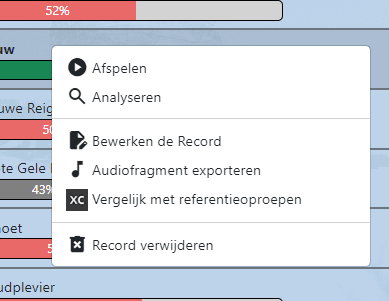 52%
uw
Afspelen
Analyseren
uwe Reig
Bewerken de Record
50
Audiofragment exporteren
te Gele
43%
XC Vergelijk met referentieoproepen
noet
5
Record verwijderen
udplevier